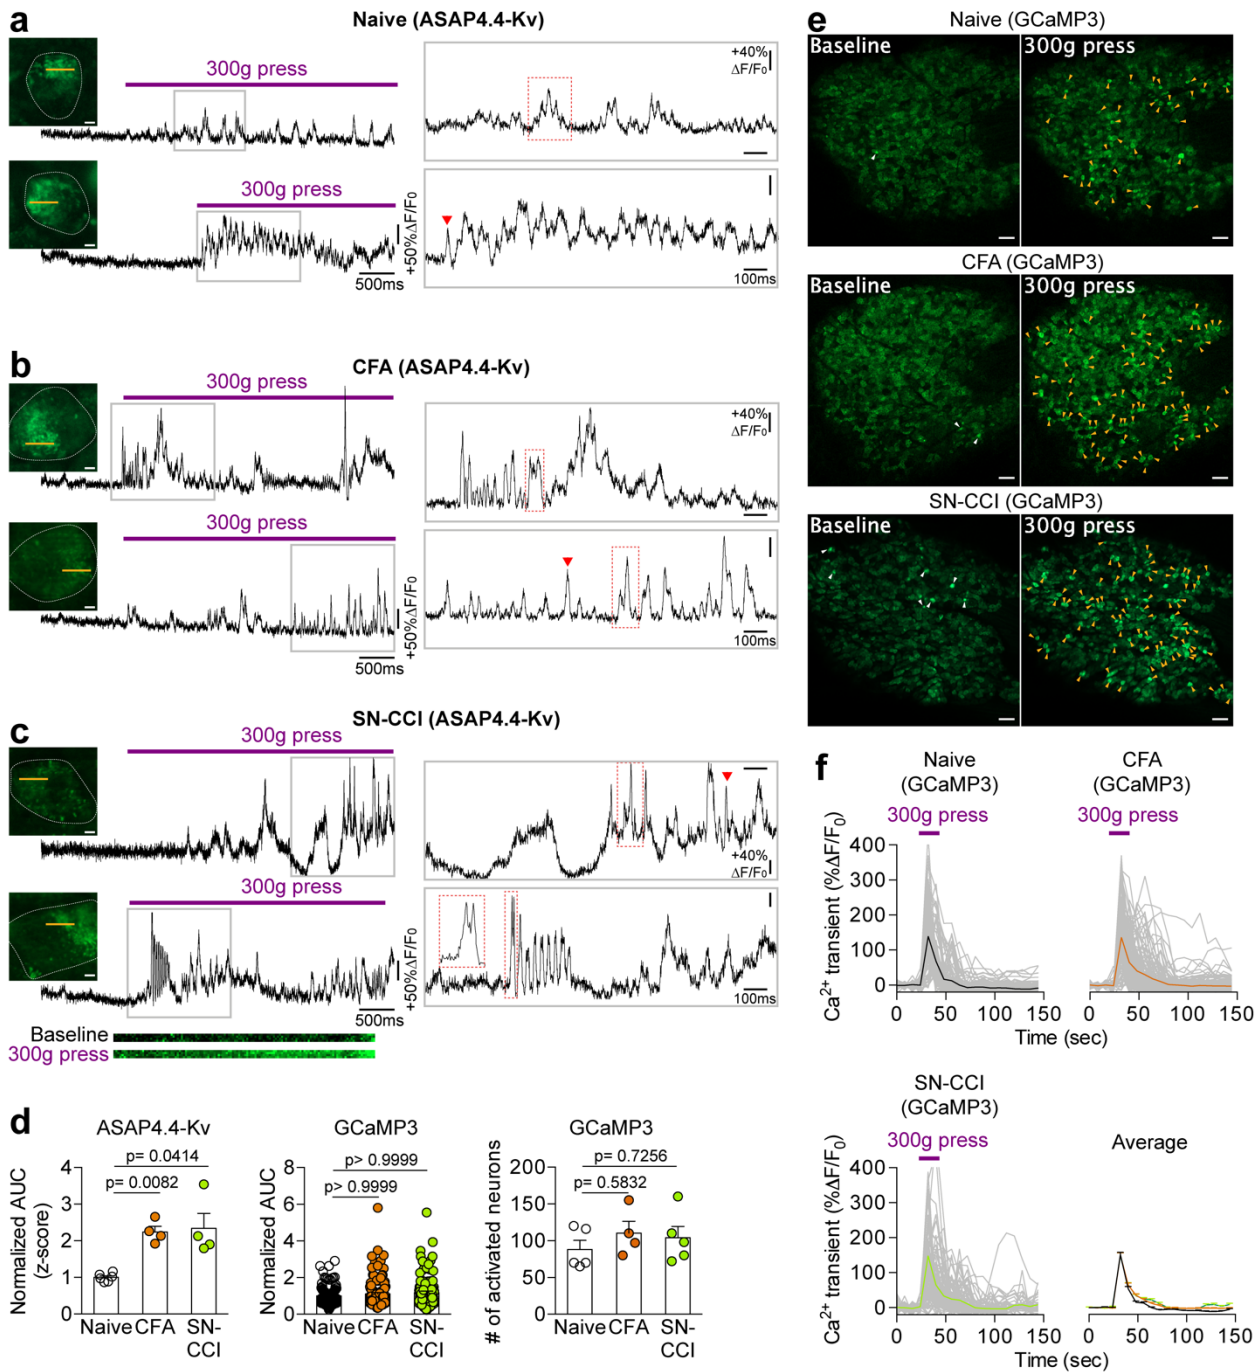 a
Naive (ASAP4.4-Kv)
300g press
+40%
ΔF/F0
300g press
+50%ΔF/F0
500ms
100ms
b
CFA (ASAP4.4-Kv)
300g press
+40%
ΔF/F0
300g press
+50%ΔF/F0
500ms
100ms
c
SN-CCI (ASAP4.4-Kv)
300g press
+40%
ΔF/F0
300g press
+50%ΔF/F0
500ms
100ms
Baseline
300g press
d
ASAP4.4-Kv
p= 0.0414
p= 0.0082
Normalized AUC
(z-score)
4
3
2
1
0
Naive CFA SN-
CCI
GCaMP3
p> 0.9999
p> 0.9999
Normalized AUC
8
6
4
2
0
Naive CFA SN-
CCI
GCaMP3
p= 0.7256
p= 0.5832
# of activated neurons
200
150
100
50
0
Naive CFA SN-
CCI
e
Naive (GCaMP3)
Baseline 300g press
CFA (GCaMP3)
Baseline 300g press
SN-CCI (GCaMP3)
Baseline 300g press
f
Naive
(GCaMP3)
300g press
CFA
(GCaMP3)
300g press
Ca2+ transient (%ΔF/F0)
400
300
200
100
0
0 50 100 150
0 50 100 150
Time (sec)
SN-CCI
(GCaMP3)
300g press
Average
Ca2+ transient (%ΔF/F0)
400
300
200
100
0
0 50 100 150
0 50 100 150
Time (sec)